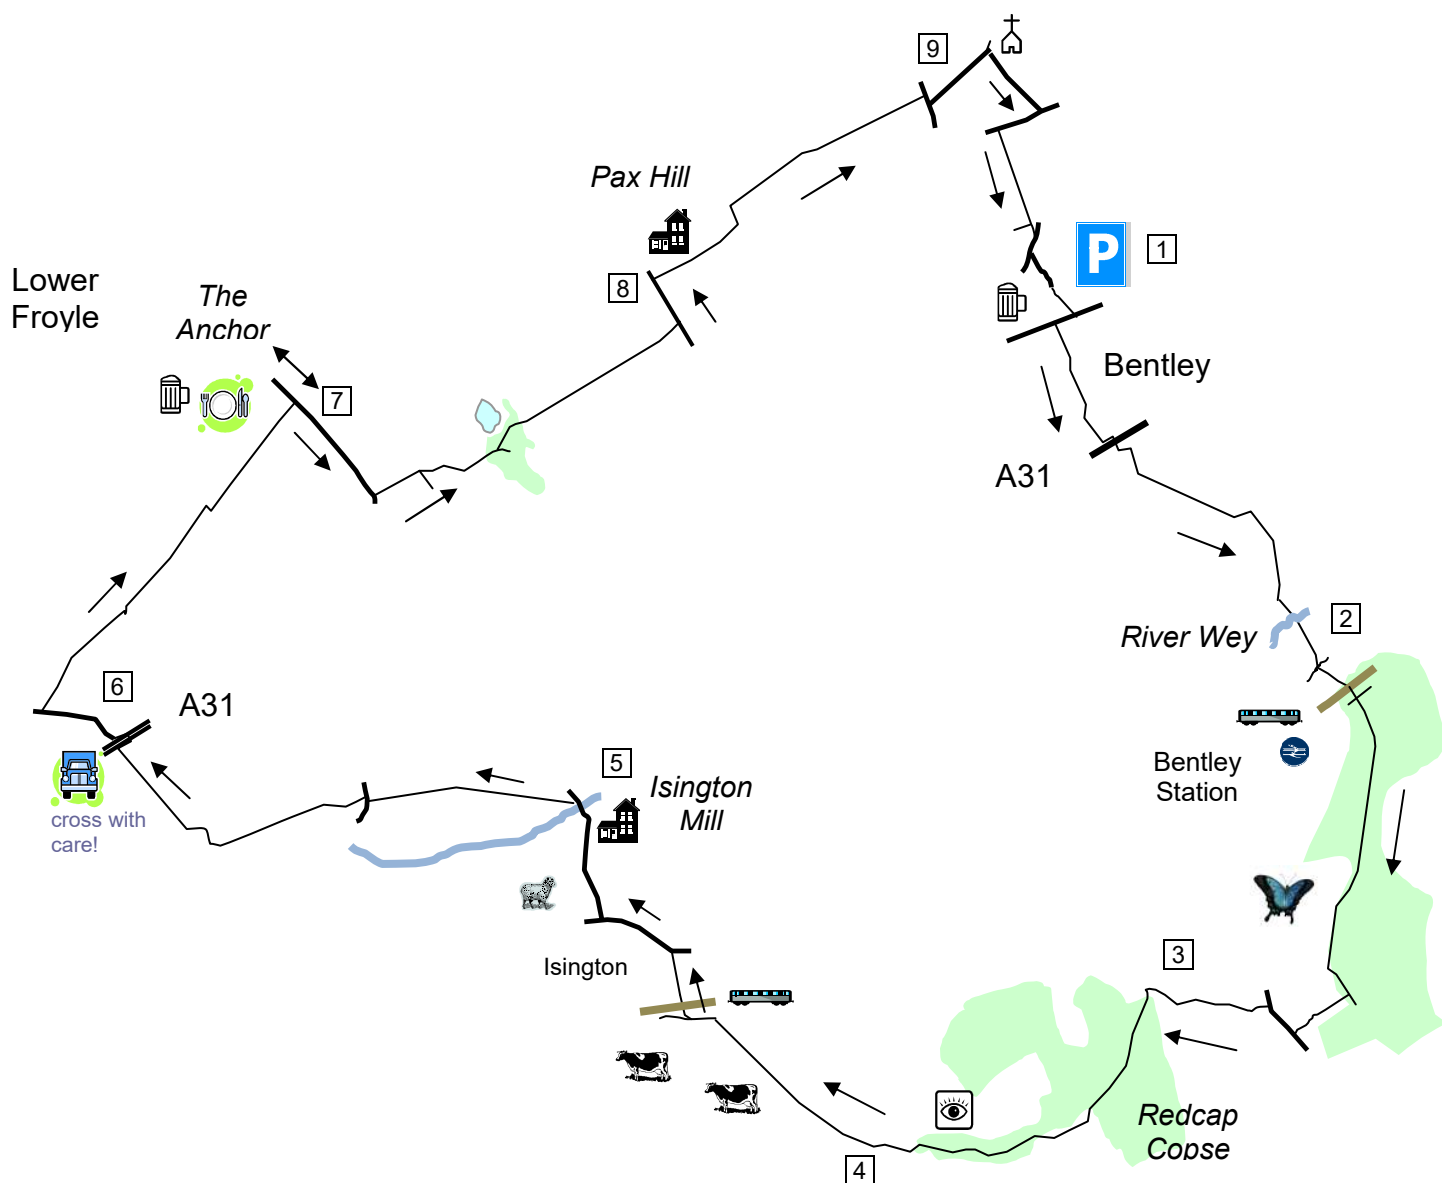 9
Pax Hill
P
1
8
Lower
Froyle
The
Anchor
7
Bentley
A31
2
River Wey
6
A31
cross with
care!
5
Isington
Mill
Bentley
Station
Isington
3
Redcap
Copse
4